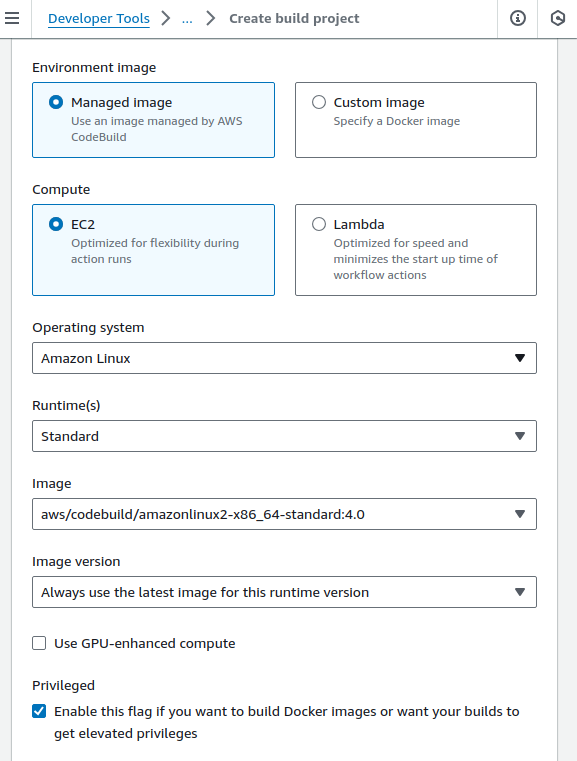 Developer Tools > ... > Create build project
Environment image
Managed image
Use an image managed by AWS
CodeBuild
Custom image
Specify a Docker image
Compute
EC2
Optimized for flexibility during
action runs
Lambda
Optimized for speed and
minimizes the start up time of
workflow actions
Operating system
Amazon Linux
Runtime(s)
Standard
Image
aws/codebuild/amazonlinux2-x86_64-standard:4.0
Image version
Always use the latest image for this runtime version
Use GPU-enhanced compute
Privileged
Enable this flag if you want to build Docker images or want your builds to
get elevated privileges